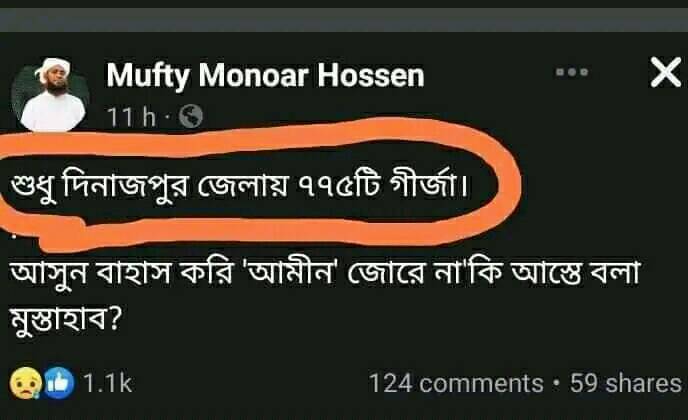 Mufty Monoar Hossen
11 h ·
শুধু দিনাজপুর জেলায় ৭৭৫টি গীর্জা।
.
আসুন বাহাস করি 'আমীন' জোরে না'কি আস্তে বলা
মুস্তাহাব?
1.1k 124 comments • 59 shares